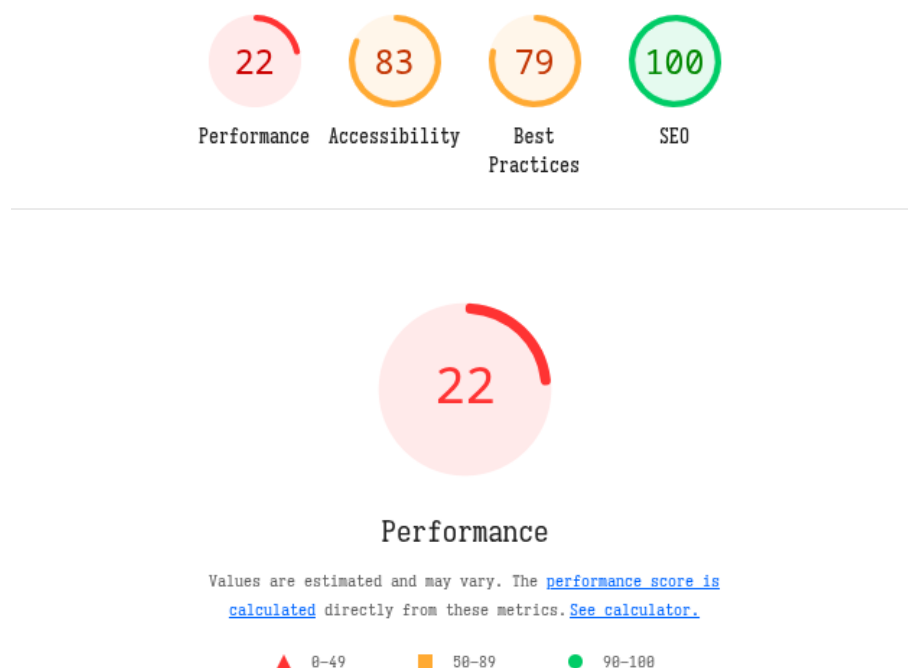 22
83
79
100
Performance
Accessibility
Best
Practices
SEO
22
Performance
Values are estimated and may vary. The performance score is
calculated directly from these metrics. See calculator.
0–49
50–89
90–100